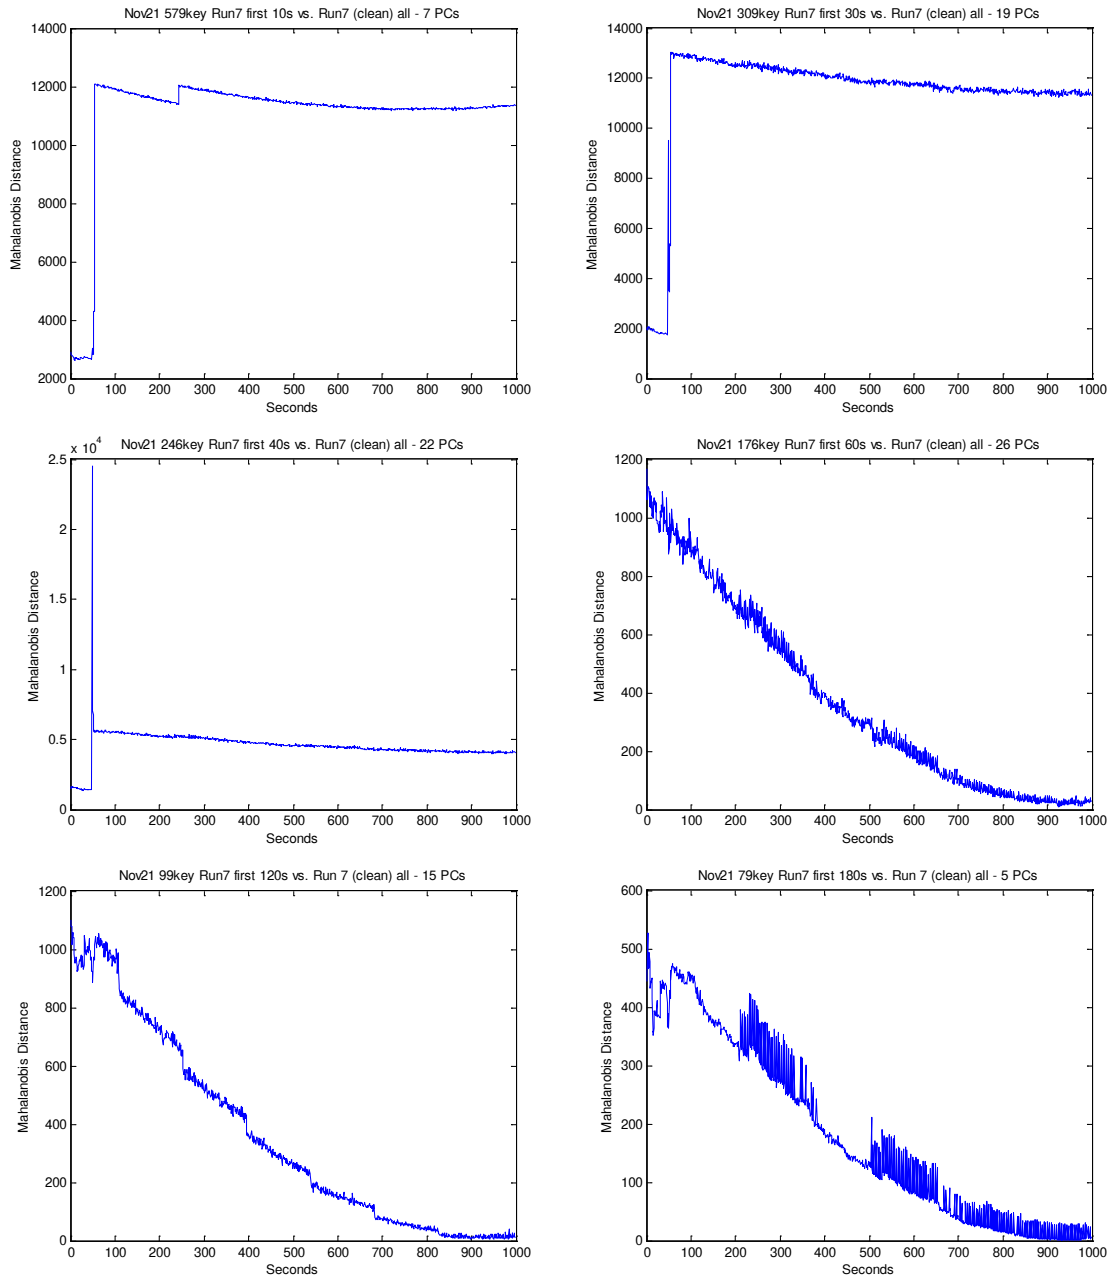 Nov21 579key Run7 first 10s vs. Run7 (clean) all - 7 PCs
14000
12000
10000
8000
6000
4000
2000
Mahalanobis Distance
0 100 200 300 400 500 600 700 800 900 1000
Seconds
Nov21 309key Run7 first 30s vs. Run7 (clean) all - 19 PCs
14000
12000
10000
8000
6000
4000
2000
0
Mahalanobis Distance
0 100 200 300 400 500 600 700 800 900 1000
Seconds
Nov21 246key Run7 first 40s vs. Run7 (clean) all - 22 PCs
x 10^4
2.5
2
1.5
1
0.5
0
Mahalanobis Distance
0 100 200 300 400 500 600 700 800 900 1000
Seconds
Nov21 176key Run7 first 60s vs. Run7 (clean) all - 26 PCs
1200
1000
800
600
400
200
0
Mahalanobis Distance
0 100 200 300 400 500 600 700 800 900 1000
Seconds
Nov21 99key Run7 first 120s vs. Run 7 (clean) all - 15 PCs
1200
1000
800
600
400
200
0
Mahalanobis Distance
0 100 200 300 400 500 600 700 800 900 1000
Seconds
Nov21 79key Run7 first 180s vs. Run 7 (clean) all - 5 PCs
600
500
400
300
200
100
0
Mahalanobis Distance
0 100 200 300 400 500 600 700 800 900 1000
Seconds